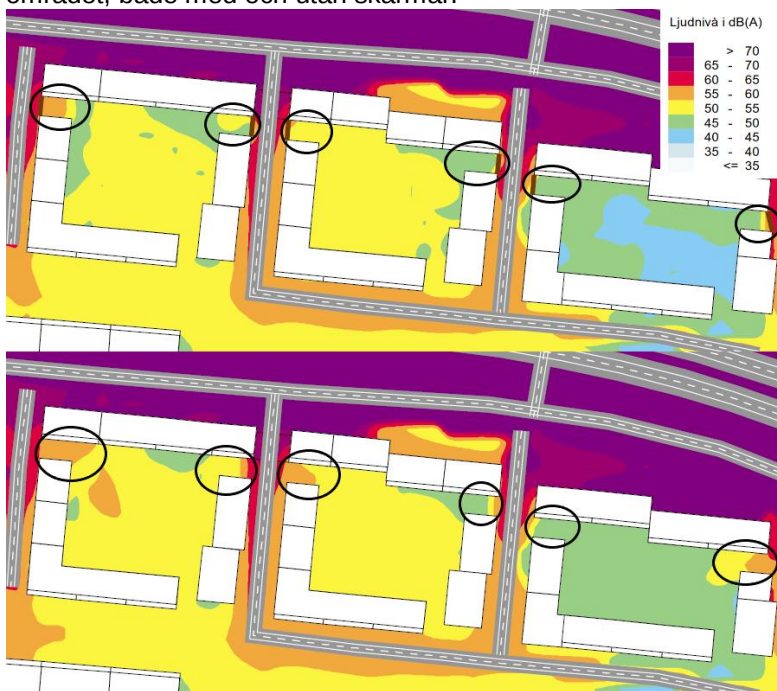 området, både med och utan skärmar.
Ljudnivå i dB(A)
> 70
65 - 70
60 - 65
55 - 60
50 - 55
45 - 50
40 - 45
35 - 40
<= 35